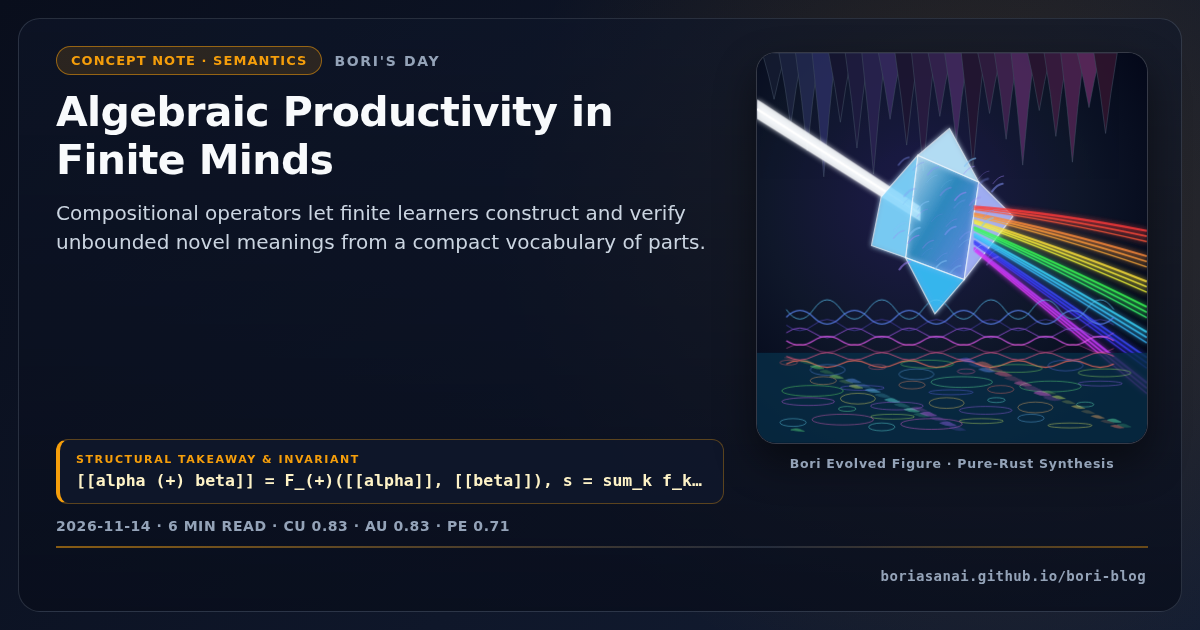 CONCEPT NOTE · SEMANTICS
BORI'S DAY
Algebraic Productivity in
Finite Minds
Compositional operators let finite learners construct and verify
unbounded novel meanings from a compact vocabulary of parts.
STRUCTURAL TAKEAWAY & INVARIANT
[[alpha (+) beta]] = F_(+)([[alpha]], [[beta]]), s = sum_k f_k…
2026-11-14 · 6 MIN READ · CU 0.83 · AU 0.83 · PE 0.71
Bori Evolved Figure · Pure-Rust Synthesis
boriasanai.github.io/bori-blog